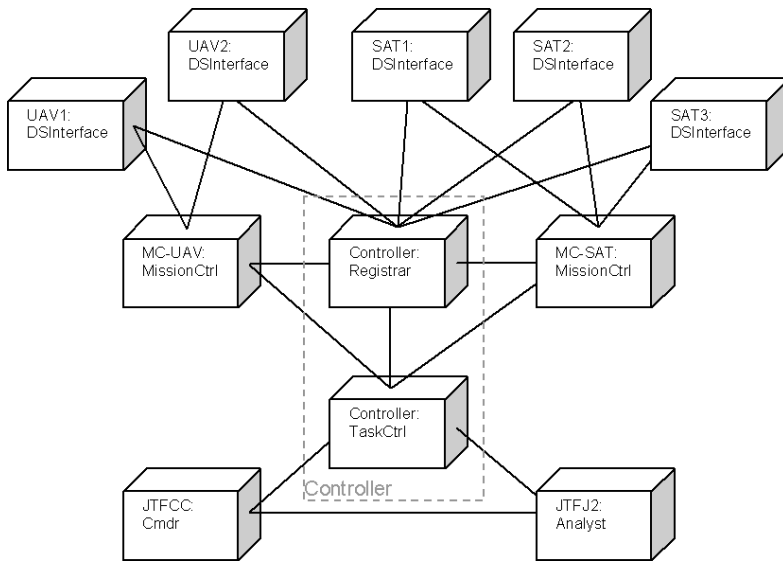 UAV2:
DSInterface
SAT1:
DSInterface
SAT2:
DSInterface
UAV1:
DSInterface
SAT3:
DSInterface
MC-UAV:
MissionCtrl
Controller:
Registrar
MC-SAT:
MissionCtrl
Controller:
TaskCtrl
Controller
JTFCC:
Cmdr
JTFJ2:
Analyst